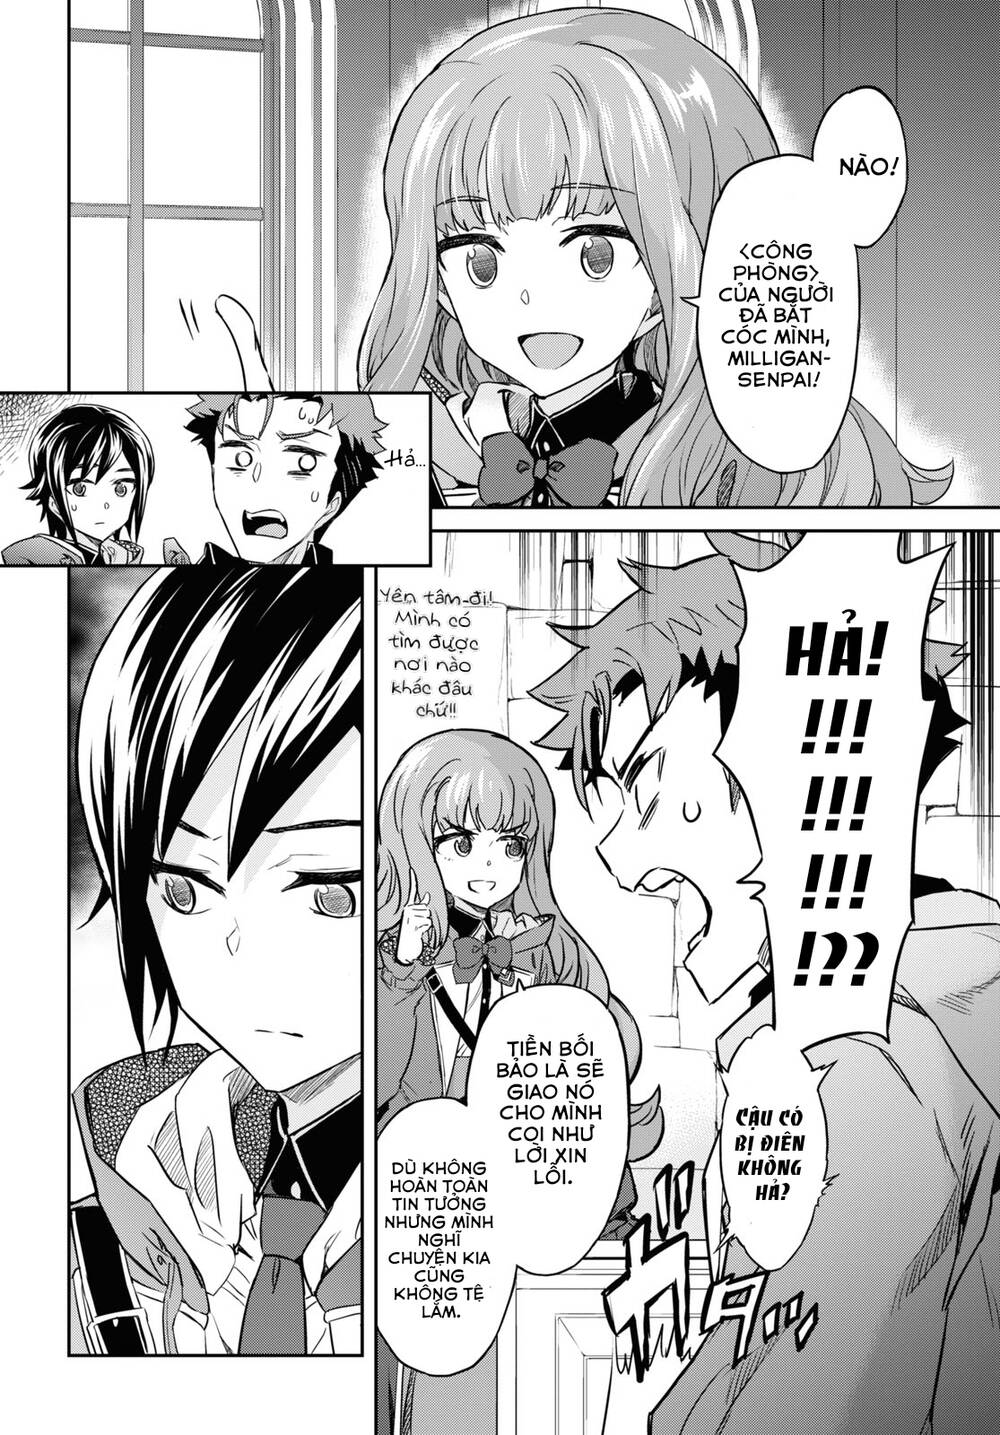 NÀO!
<CÔNG
PHÒNG>
CỦA NGƯỜI
ĐÃ BẮT
CÓC MÌNH,
MILLIGAN-
SENPAI!
Hả...
HẢ!
!!!
!!!
!!!
!??
CẬU CÓ
BỊ ĐIÊN
KHÔNG
HẢ?
Yên tâm đi!
Mình có
tìm được
nơi nào
khác đâu
chứ!!
TIỀN BỐI
BẢO LÀ SẼ
GIAO NÓ
CHO MÌNH
COI NHƯ
LỜI XIN
LỖI.
DÙ KHÔNG
HOÀN TOÀN
TIN TƯỞNG
NHƯNG MÌNH
NGHĨ
CHUYỆN KIA
CŨNG
KHÔNG TỆ
LẮM.
ガタ...